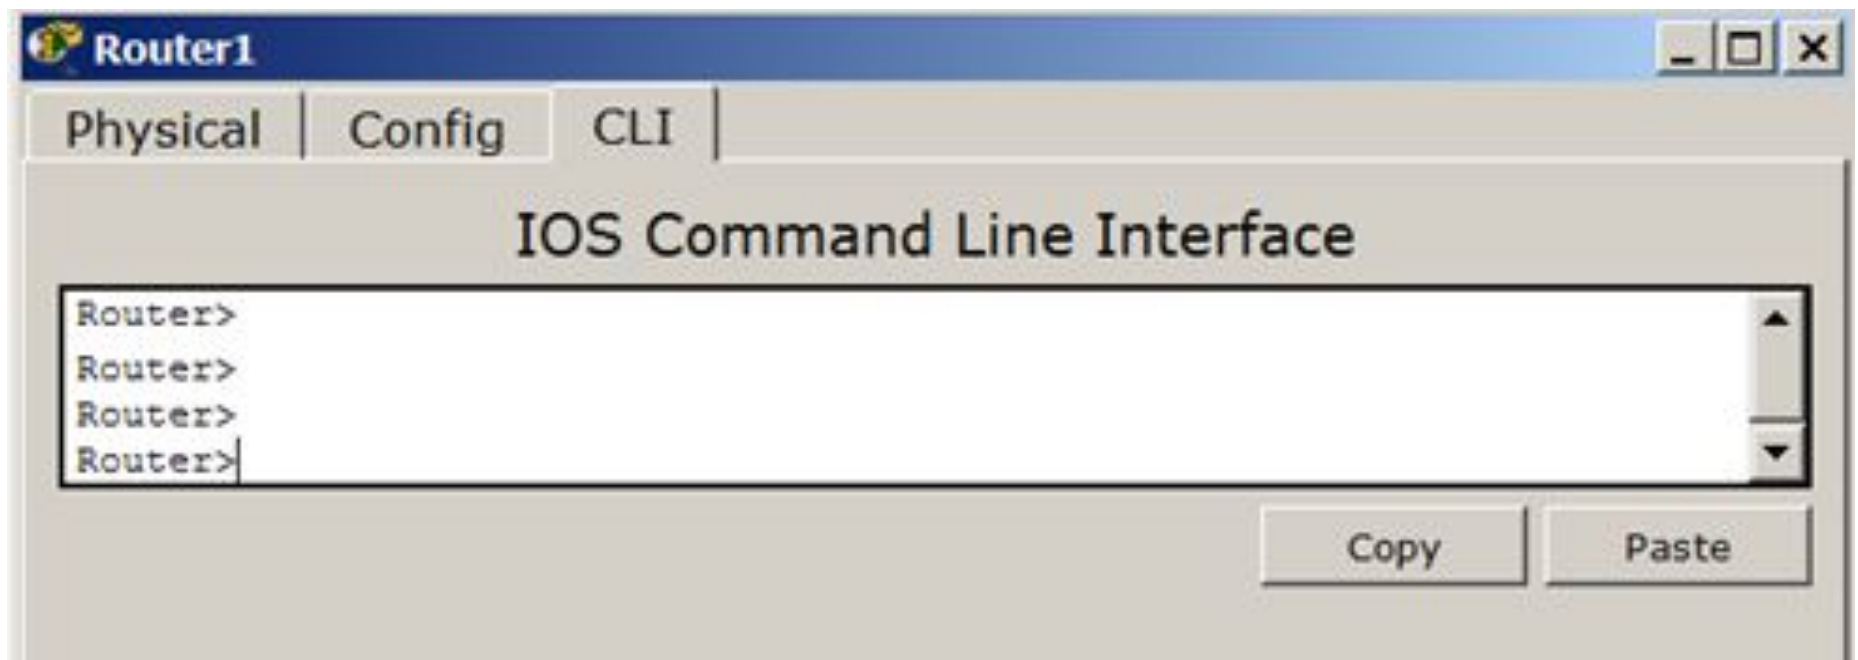 Router1
Physical Config CLI
IOS Command Line Interface
Router>
Router>
Router>
Router>
Copy Paste